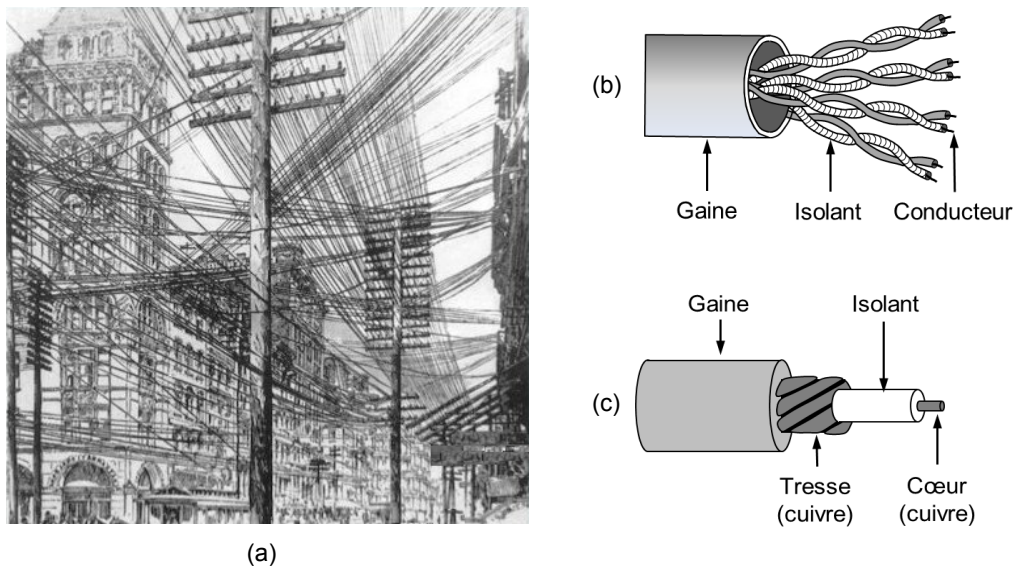 (a)
(b)
Gaine
Isolant
Conducteur
Gaine
Isolant
(c)
Tresse
(cuivre)
Cœur
(cuivre)